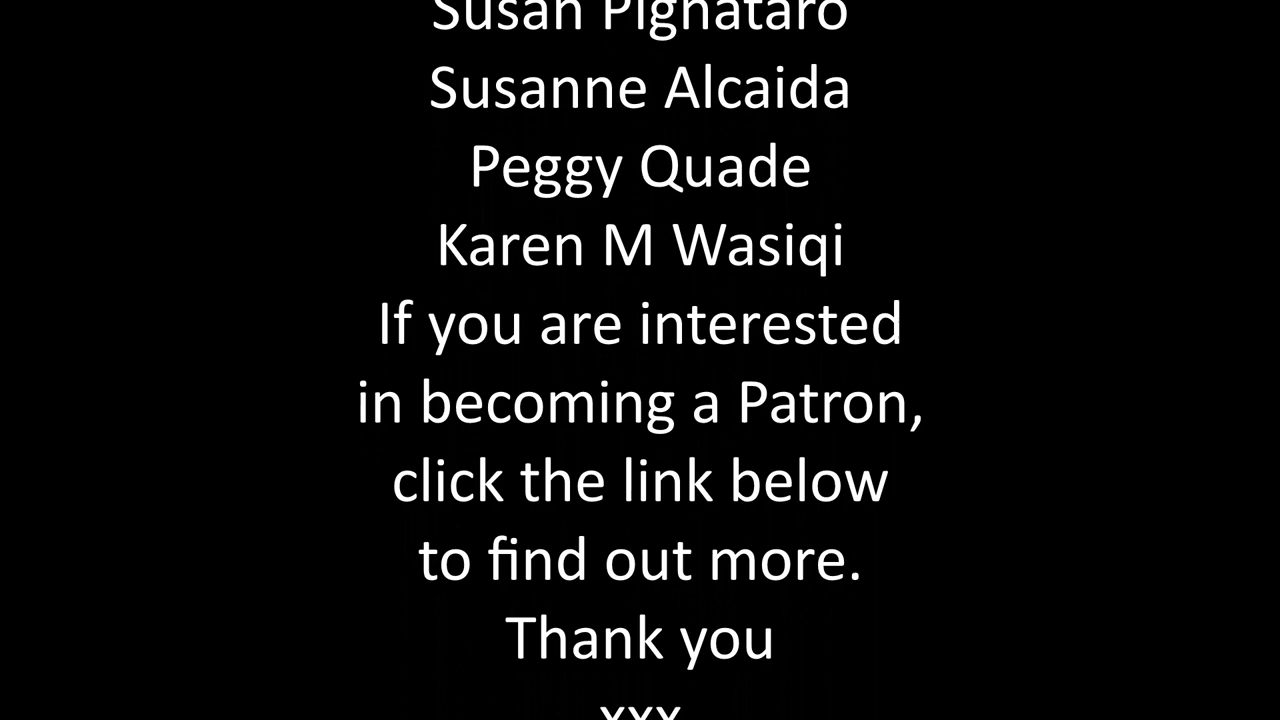 Susan Pignataro
Susanne Alcaida
Peggy Quade
Karen M Wasiqi
If you are interested
in becoming a Patron,
click the link below
to find out more.
Thank you
xxx